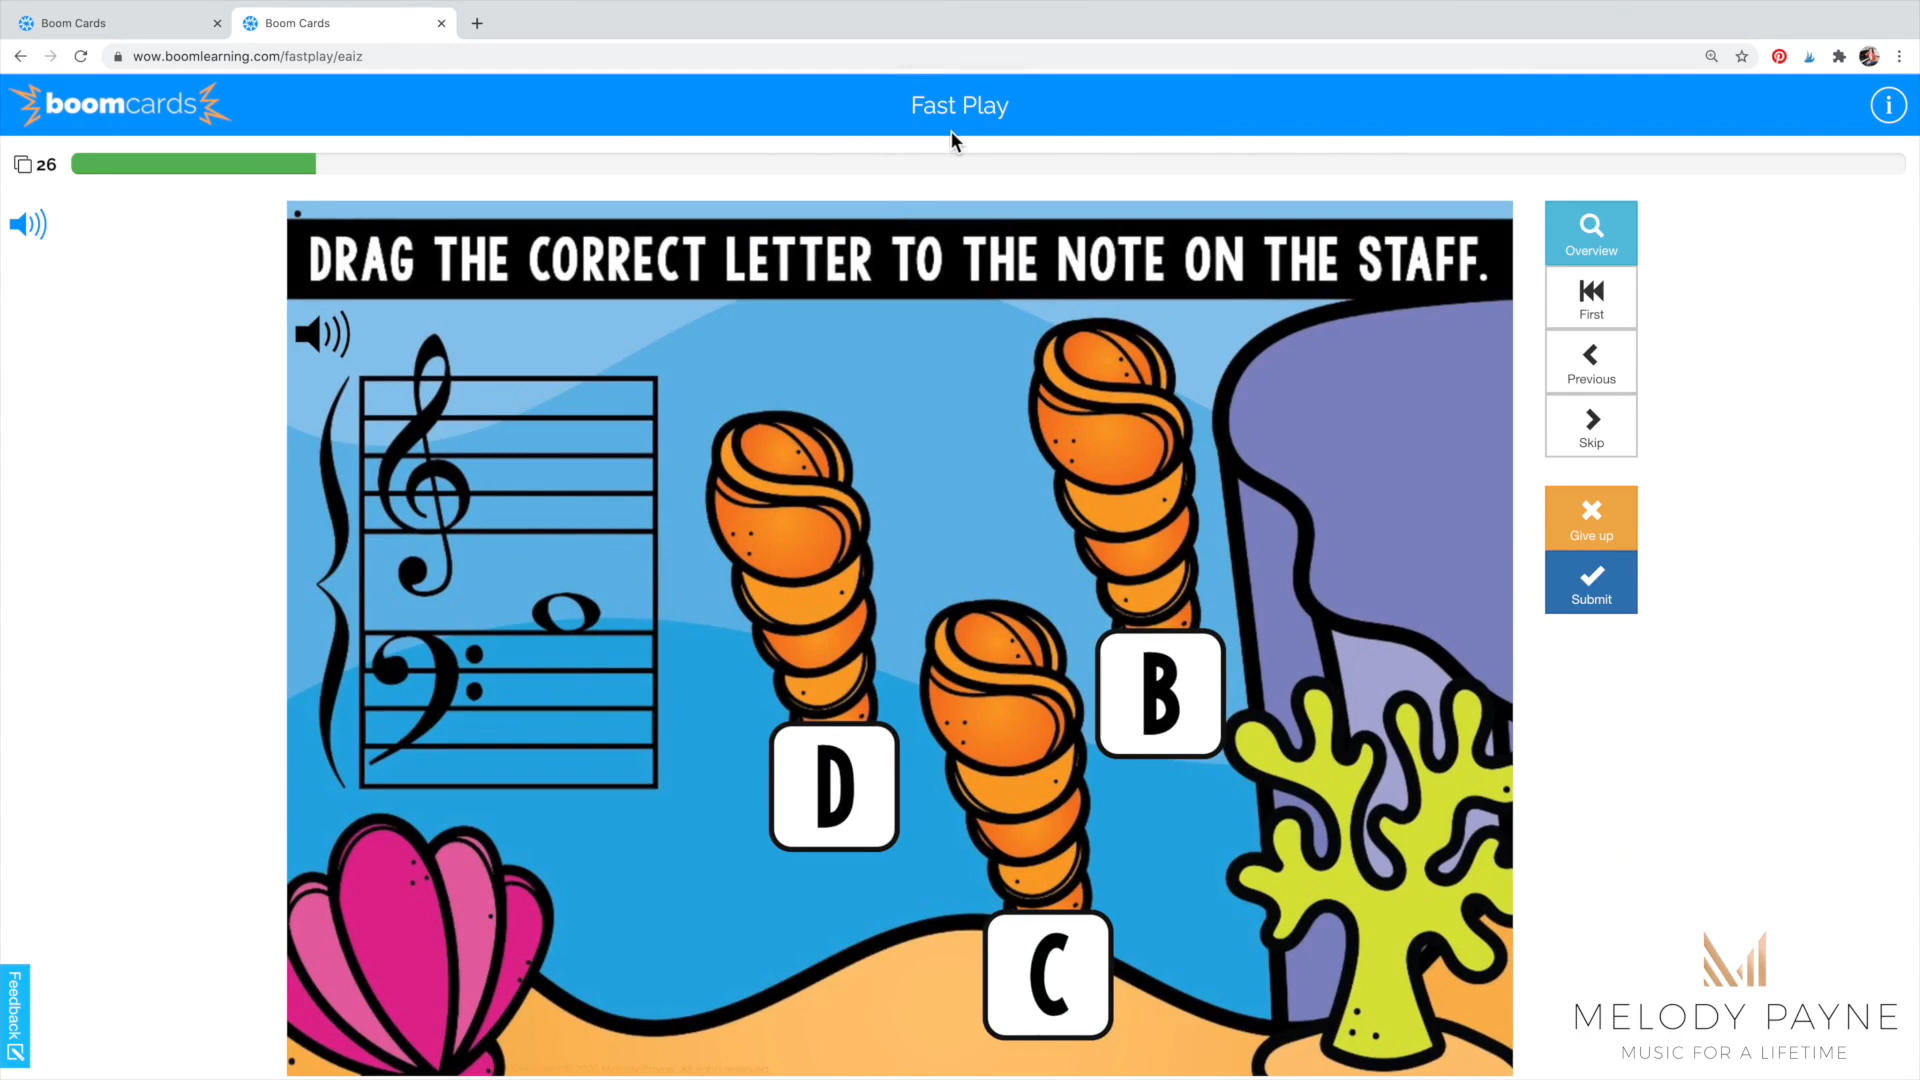 Boom Cards
Boom Cards
wow.boomlearning.com/fastplay/eaiz
boomcards
Fast Play
i
26
DRAG THE CORRECT LETTER TO THE NOTE ON THE STAFF.
Overview
First
Previous
Skip
Give up
Submit
B
D
C
Feedback
MELODY PAYNE
MUSIC FOR A LIFETIME